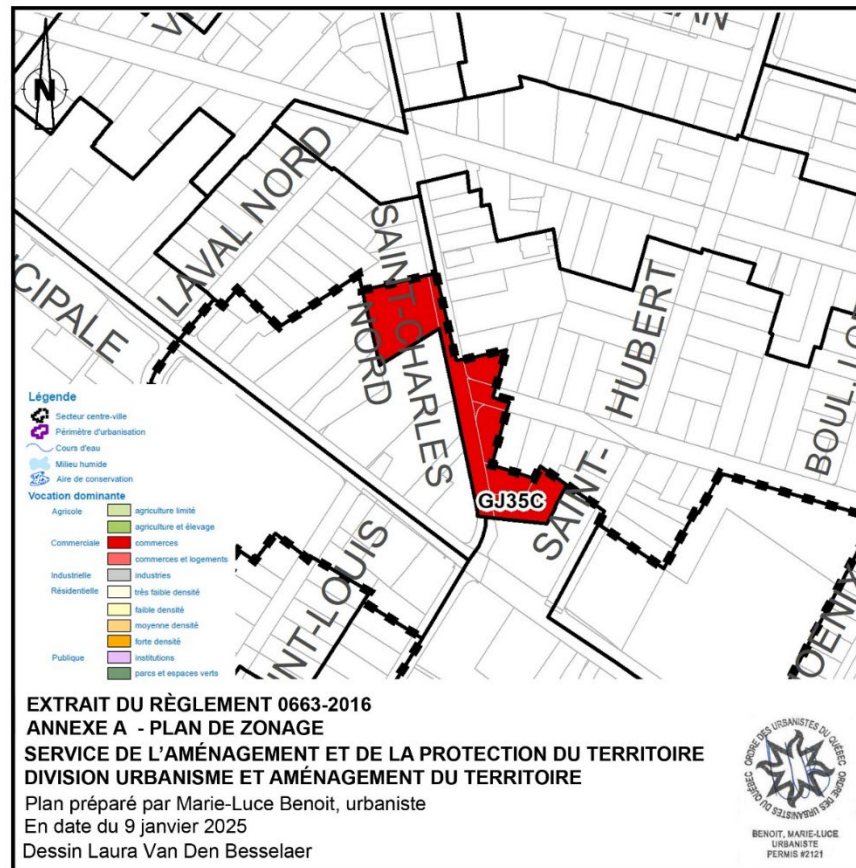 N
LAVAL NORD
SAINT-CHARLES
NORD
HUBERT
SAINT-
GJ35C
Légende
Secteur centre-ville
Périmètre d'urbanisation
Cours d'eau
Milieu humide
Aire de conservation
Vocation dominante
Agricole
agriculture limité
agriculture et élevage
Commerciale
commerces
commerces et logements
Industrielle
industries
Résidentielle
très faible densité
faible densité
moyenne densité
forte densité
Publique
institutions
parcs et espaces verts
EXTRAIT DU RÈGLEMENT 0663-2016
ANNEXE A - PLAN DE ZONAGE
SERVICE DE L'AMÉNAGEMENT ET DE LA PROTECTION DU TERRITOIRE
DIVISION URBANISME ET AMÉNAGEMENT DU TERRITOIRE
Plan préparé par Marie-Luce Benoit, urbaniste
En date du 9 janvier 2025
Dessin Laura Van Den Besselaer
ORDRE DES URBANISTES DU QUÉBEC ORDRE DES URBANISTES DU QUÉBEC
BENOIT, MARIE-LUCE
URBANISTE
PERMIS #2121